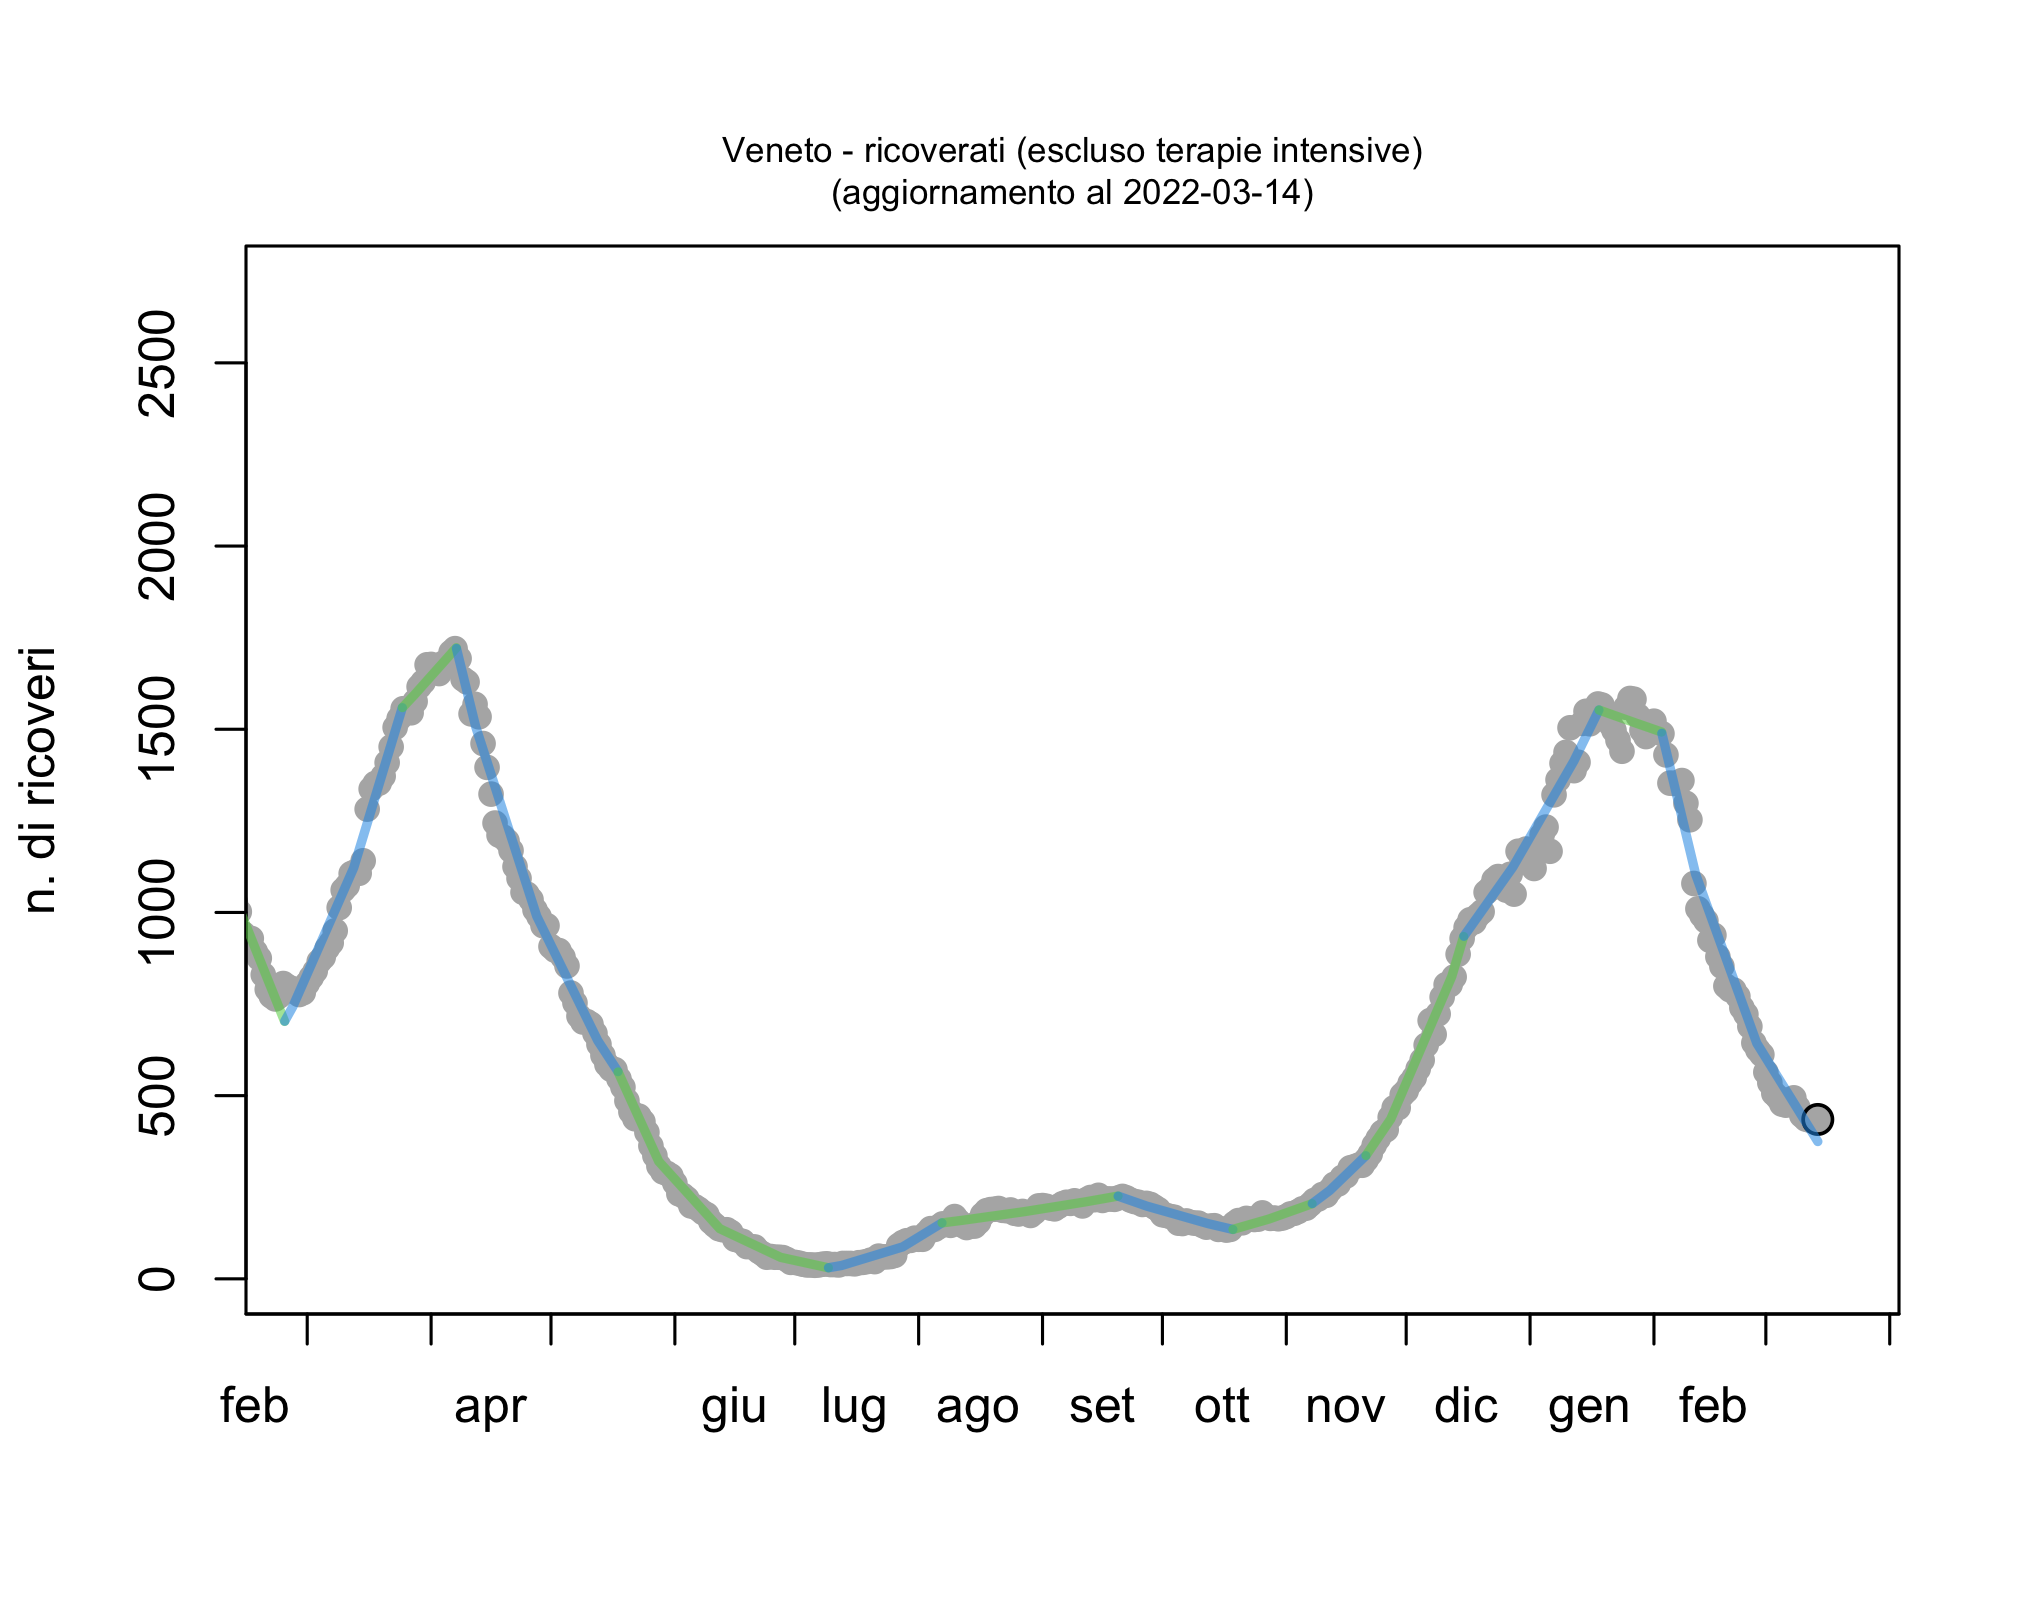 Veneto - ricoverati (escluso terapie intensive)
(aggiornamento al 2022-03-14)
n. di ricoveri
2500
2000
1500
1000
500
0
feb apr giu lug ago set ott nov dic gen feb